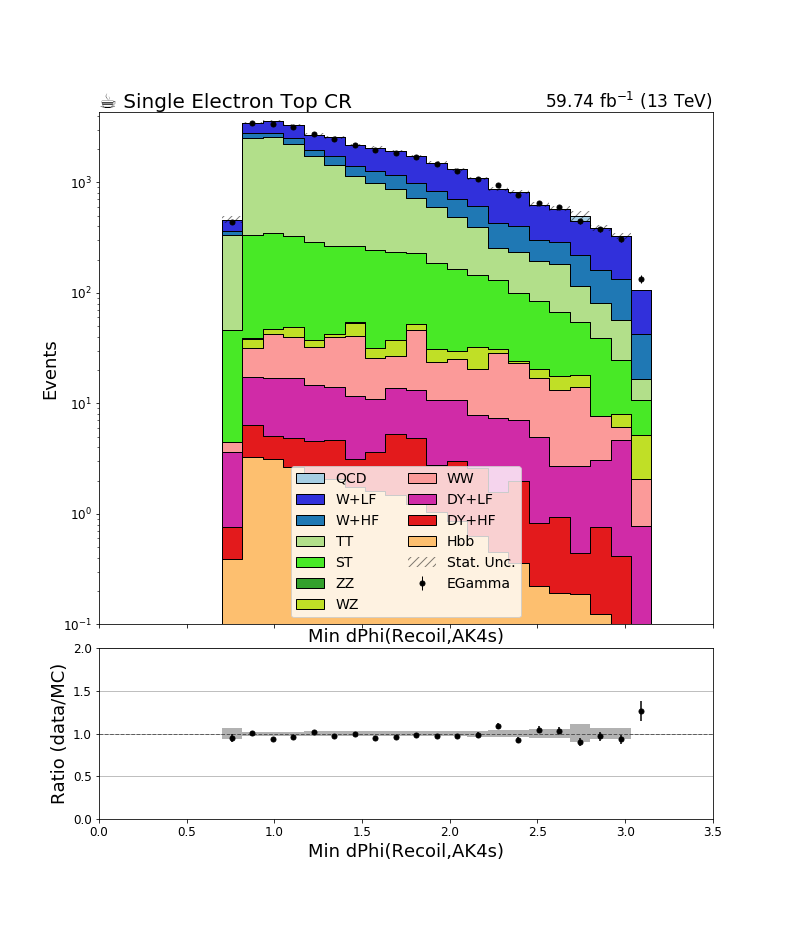 ☕ Single Electron Top CR
59.74 fb⁻¹ (13 TeV)
Events
10³
10²
10¹
10⁰
10⁻¹
QCD
W+LF
W+HF
TT
ST
ZZ
WZ
WW
DY+LF
DY+HF
Hbb
Stat. Unc.
EGamma
Min dPhi(Recoil,AK4s)
Ratio (data/MC)
2.0
1.5
1.0
0.5
0.0
0.0 0.5 1.0 1.5 2.0 2.5 3.0 3.5
Min dPhi(Recoil,AK4s)